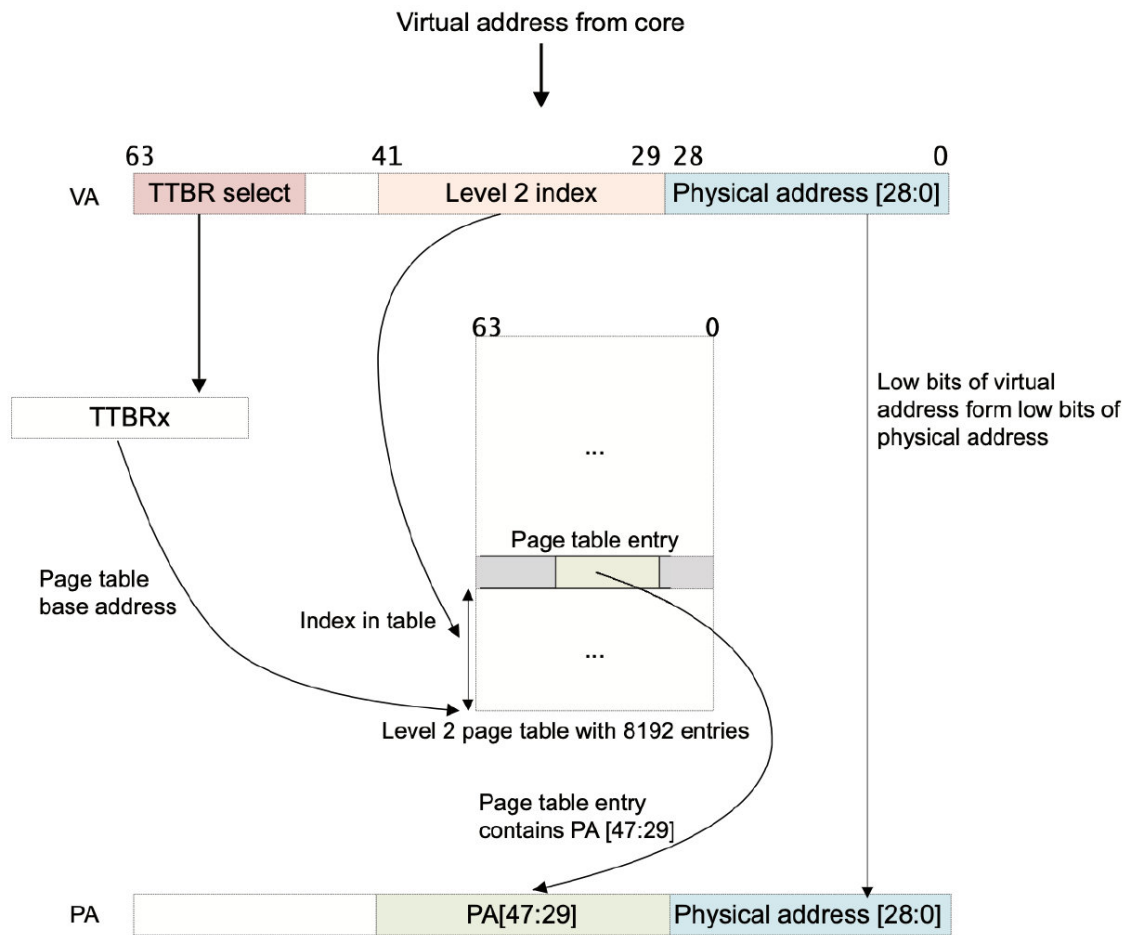 Virtual address from core
63 41 29 28 0
VA TTBR select Level 2 index Physical address [28:0]
63 0
Low bits of virtual
address form low bits of
physical address
TTBRx
...
Page table entry
Page table
base address
Index in table
...
Level 2 page table with 8192 entries
Page table entry
contains PA [47:29]
PA PA[47:29] Physical address [28:0]